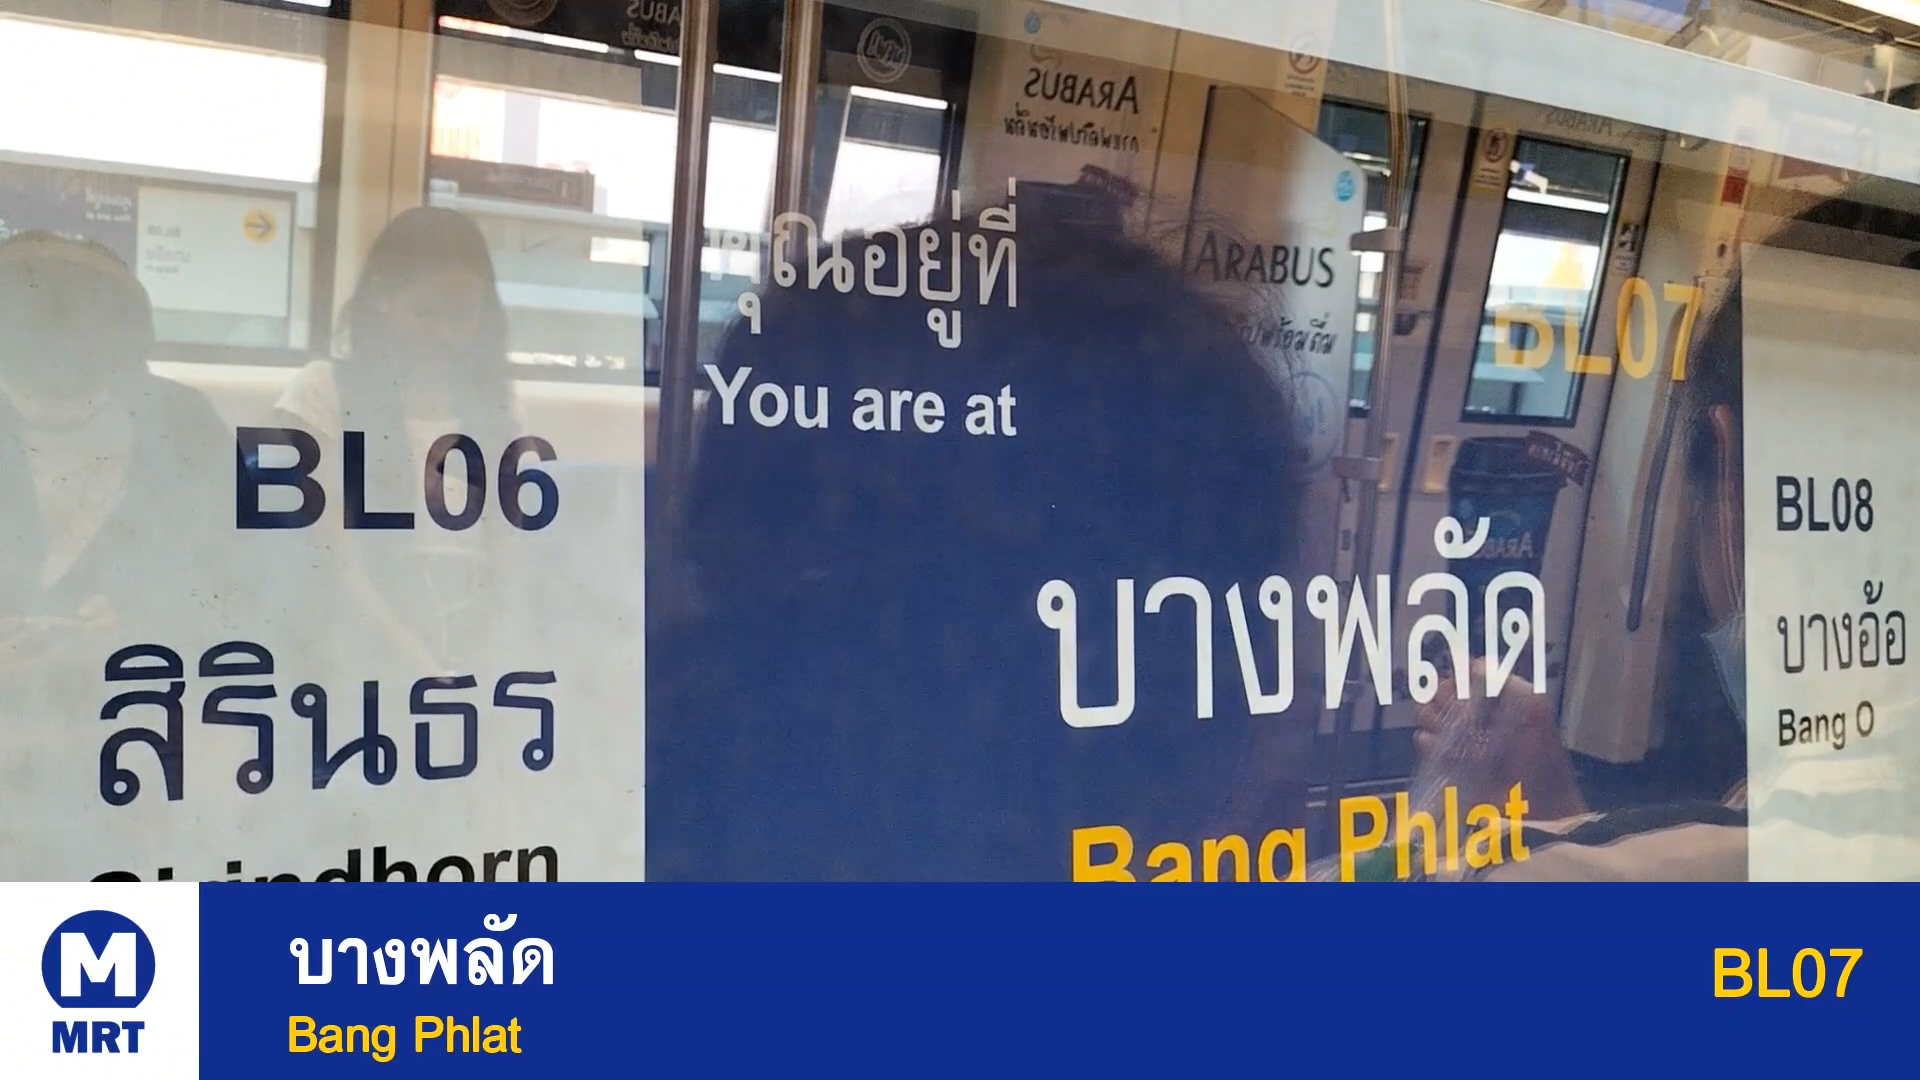 คุณอยู่ที่
You are at
BL06
สิรินธร
Sirindhorn
BL07
บางพลัด
Bang Phlat
BL08
บางอ้อ
Bang O
ARABUS
MRT
บางพลัด
Bang Phlat
BL07